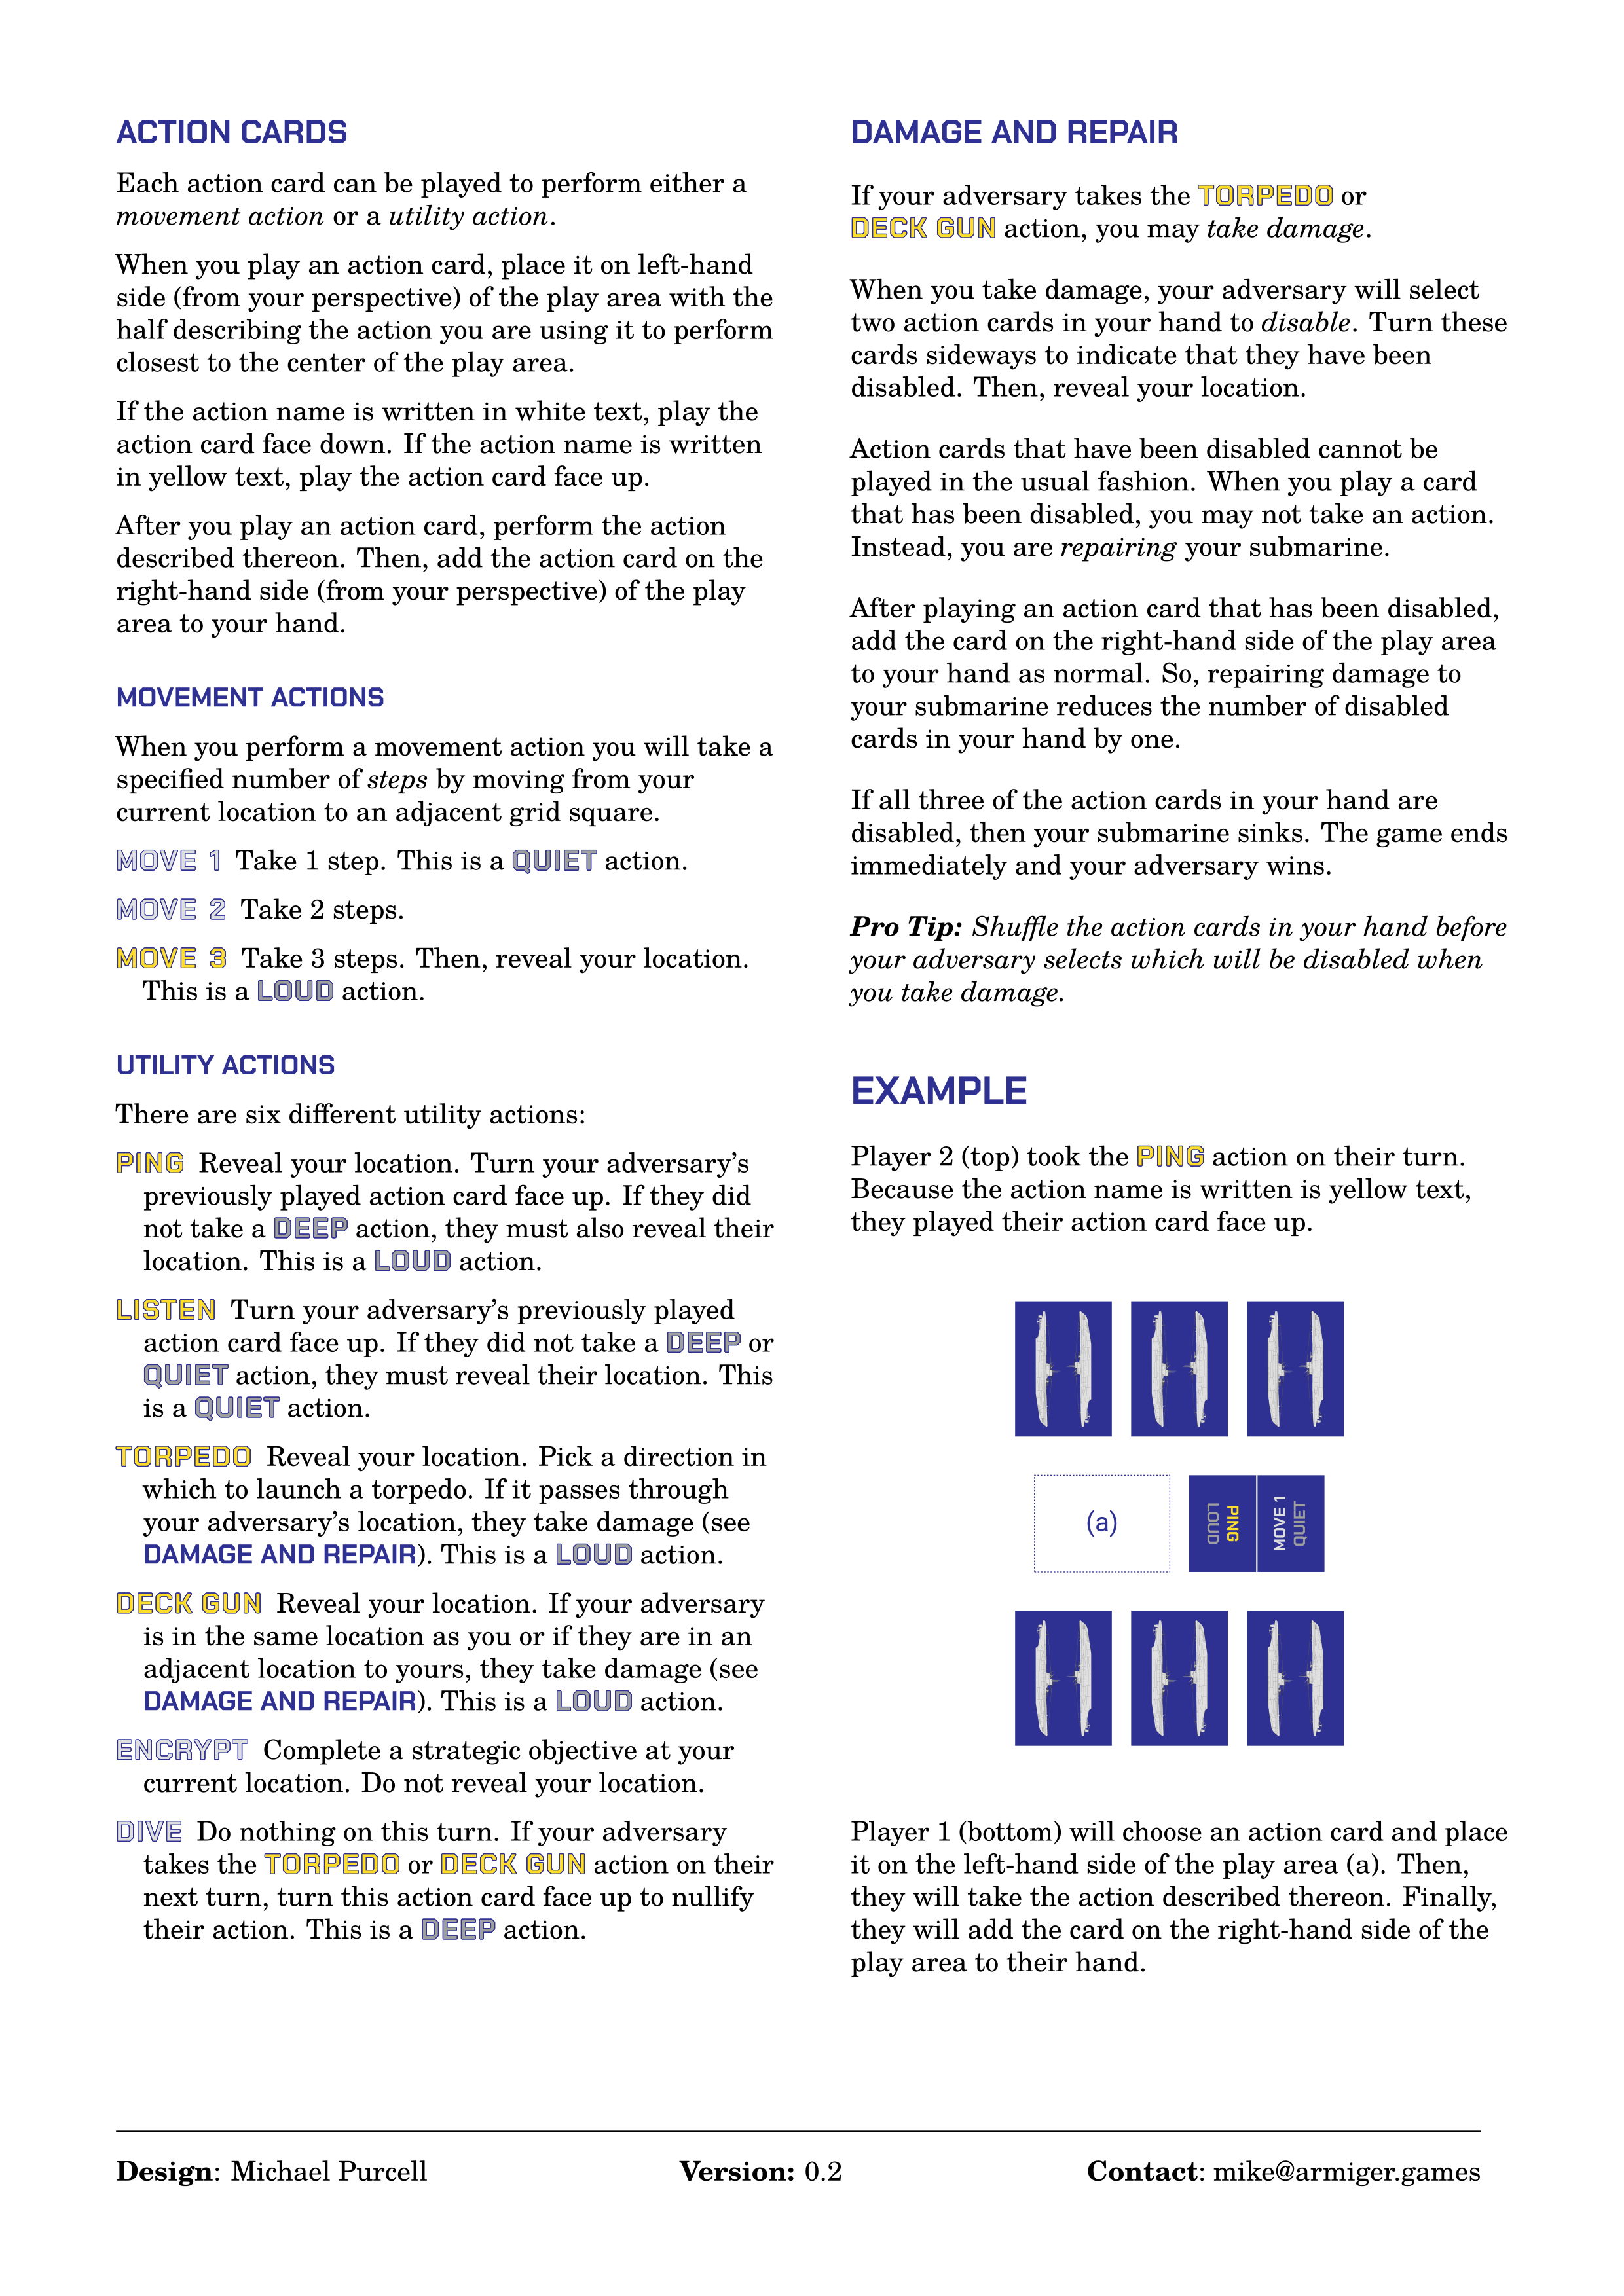 ACTION CARDS
Each action card can be played to perform either a
movement action or a utility action.
When you play an action card, place it on left-hand
side (from your perspective) of the play area with the
half describing the action you are using it to perform
closest to the center of the play area.
If the action name is written in white text, play the
action card face down. If the action name is written
in yellow text, play the action card face up.
After you play an action card, perform the action
described thereon. Then, add the action card on the
right-hand side (from your perspective) of the play
area to your hand.
MOVEMENT ACTIONS
When you perform a movement action you will take a
specified number of steps by moving from your
current location to an adjacent grid square.
MOVE 1 Take 1 step. This is a QUIET action.
MOVE 2 Take 2 steps.
MOVE 3 Take 3 steps. Then, reveal your location.
This is a LOUD action.
UTILITY ACTIONS
There are six different utility actions:
PING Reveal your location. Turn your adversary's
previously played action card face up. If they did
not take a DEEP action, they must also reveal their
location. This is a LOUD action.
LISTEN Turn your adversary's previously played
action card face up. If they did not take a DEEP or
QUIET action, they must reveal their location. This
is a QUIET action.
TORPEDO Reveal your location. Pick a direction in
which to launch a torpedo. If it passes through
your adversary's location, they take damage (see
DAMAGE AND REPAIR). This is a LOUD action.
DECK GUN Reveal your location. If your adversary
is in the same location as you or if they are in an
adjacent location to yours, they take damage (see
DAMAGE AND REPAIR). This is a LOUD action.
ENCRYPT Complete a strategic objective at your
current location. Do not reveal your location.
DIVE Do nothing on this turn. If your adversary
takes the TORPEDO or DECK GUN action on their
next turn, turn this action card face up to nullify
their action. This is a DEEP action.
DAMAGE AND REPAIR
If your adversary takes the TORPEDO or
DECK GUN action, you may take damage.
When you take damage, your adversary will select
two action cards in your hand to disable. Turn these
cards sideways to indicate that they have been
disabled. Then, reveal your location.
Action cards that have been disabled cannot be
played in the usual fashion. When you play a card
that has been disabled, you may not take an action.
Instead, you are repairing your submarine.
After playing an action card that has been disabled,
add the card on the right-hand side of the play area
to your hand as normal. So, repairing damage to
your submarine reduces the number of disabled
cards in your hand by one.
If all three of the action cards in your hand are
disabled, then your submarine sinks. The game ends
immediately and your adversary wins.
Pro Tip: Shuffle the action cards in your hand before
your adversary selects which will be disabled when
you take damage.
EXAMPLE
Player 2 (top) took the PING action on their turn.
Because the action name is written is yellow text,
they played their action card face up.
(a)
PING
LOUD
MOVE 1
QUIET
Player 1 (bottom) will choose an action card and place
it on the left-hand side of the play area (a). Then,
they will take the action described thereon. Finally,
they will add the card on the right-hand side of the
play area to their hand.
Design: Michael Purcell
Version: 0.2
Contact: mike@armiger.games